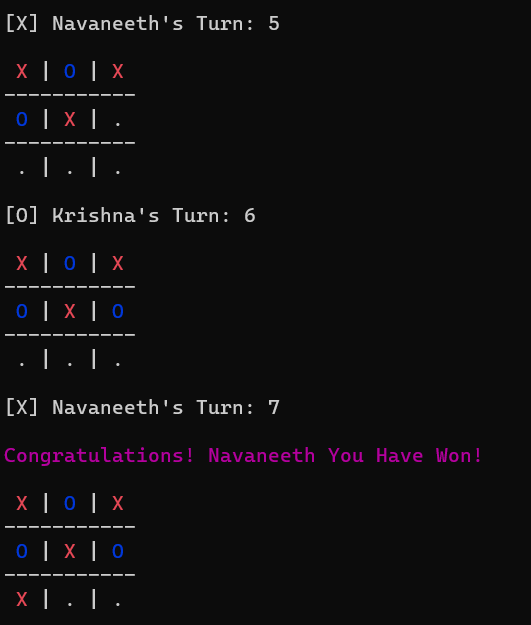 [X] Navaneeth's Turn: 5
X | O | X
-----------
O | X | .
-----------
. | . | .
[O] Krishna's Turn: 6
X | O | X
-----------
O | X | O
-----------
. | . | .
[X] Navaneeth's Turn: 7
Congratulations! Navaneeth You Have Won!
X | O | X
-----------
O | X | O
-----------
X | . | .